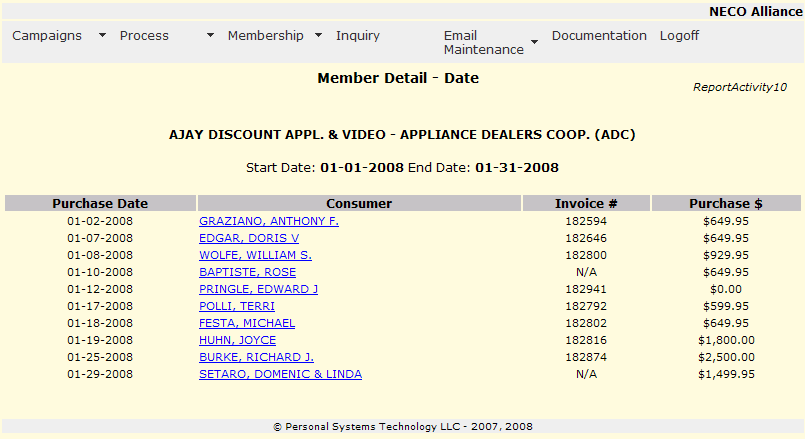 NECO Alliance
Campaigns Process Membership Inquiry Email Maintenance Documentation Logoff
Member Detail - Date
ReportActivity10
AJAY DISCOUNT APPL. & VIDEO - APPLIANCE DEALERS COOP. (ADC)
Start Date: 01-01-2008 End Date: 01-31-2008
Purchase Date Consumer Invoice # Purchase $
01-02-2008 GRAZIANO, ANTHONY F. 182594 $649.95
01-07-2008 EDGAR, DORIS V 182646 $649.95
01-08-2008 WOLFE, WILLIAM S. 182800 $929.95
01-10-2008 BAPTISTE, ROSE N/A $649.95
01-12-2008 PRINGLE, EDWARD J 182941 $0.00
01-17-2008 POLLI, TERRI 182792 $599.95
01-18-2008 FESTA, MICHAEL 182802 $649.95
01-19-2008 HUHN, JOYCE 182816 $1,800.00
01-25-2008 BURKE, RICHARD J. 182874 $2,500.00
01-29-2008 SETARO, DOMENIC & LINDA N/A $1,499.95
© Personal Systems Technology LLC - 2007, 2008